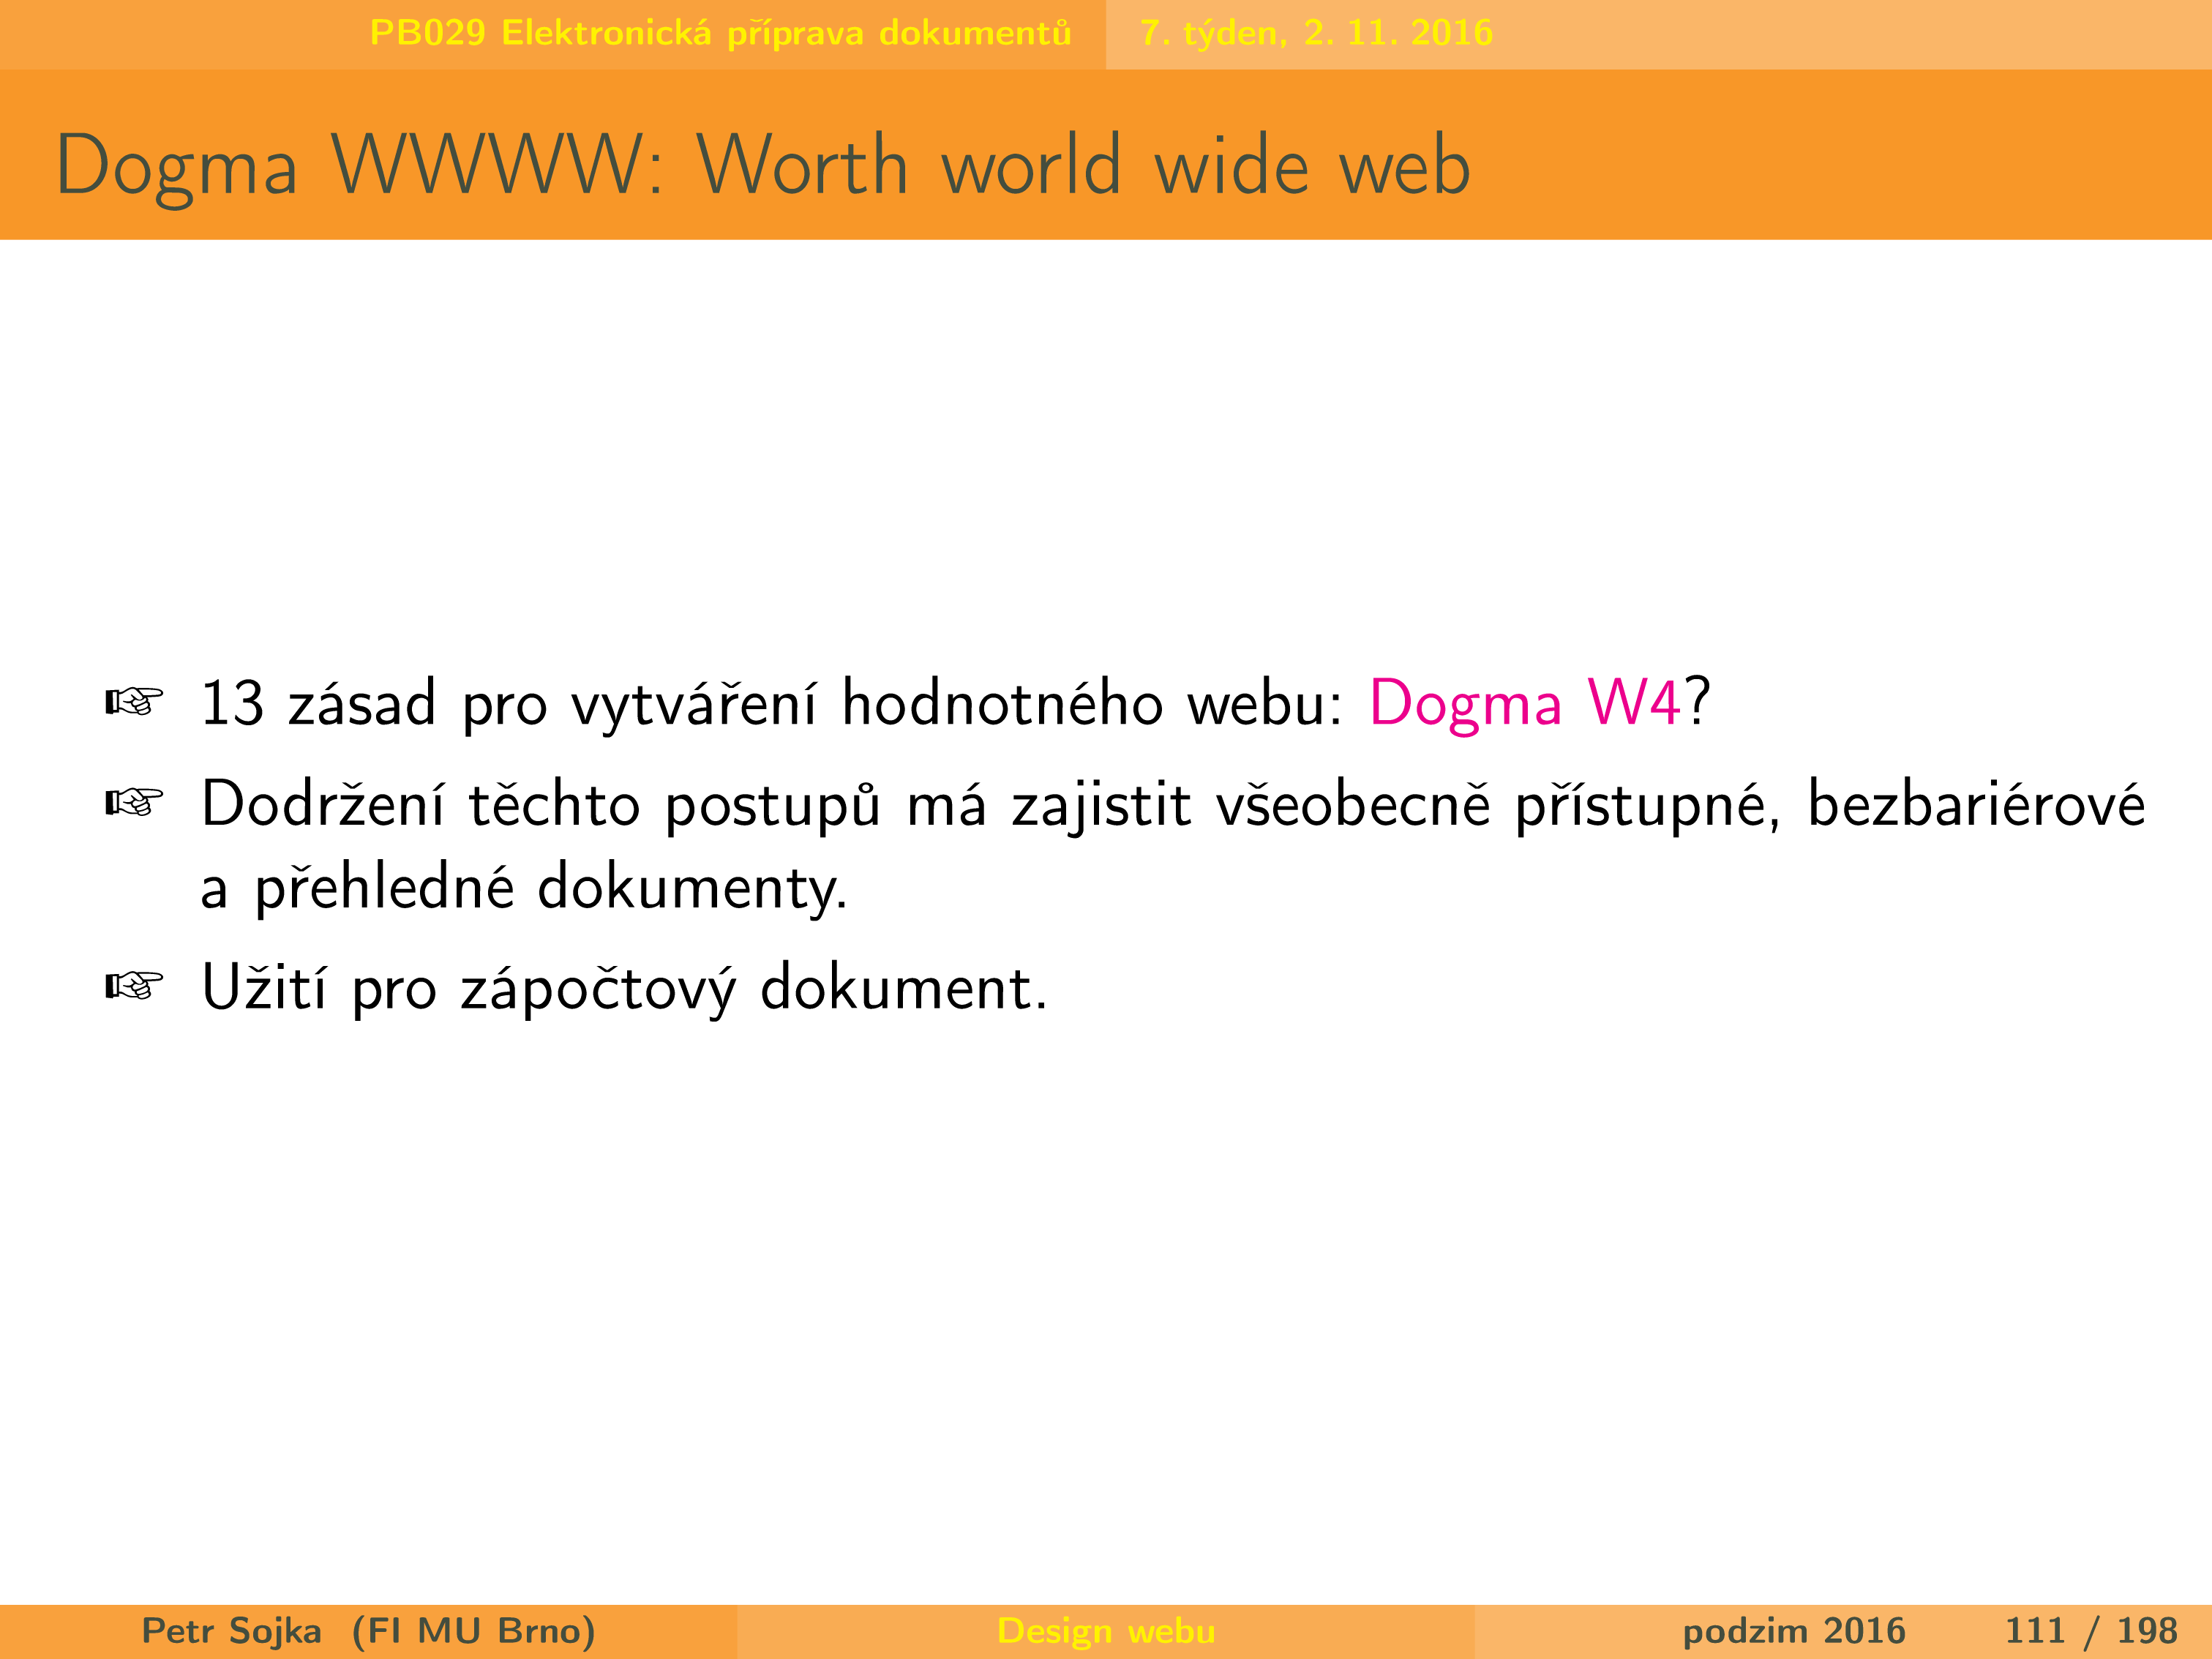 PB029 Elektronická příprava dokumentů 7. týden, 2. 11. 2016
Dogma WWWW: Worth world wide web
☞ 13 zásad pro vytváření hodnotného webu: Dogma W4?
☞ Dodržení těchto postupů má zajistit všeobecně přístupné, bezbariérové
a přehledné dokumenty.
☞ Užití pro zápočtový dokument.
Petr Sojka (FI MU Brno) Design webu podzim 2016 111 / 198